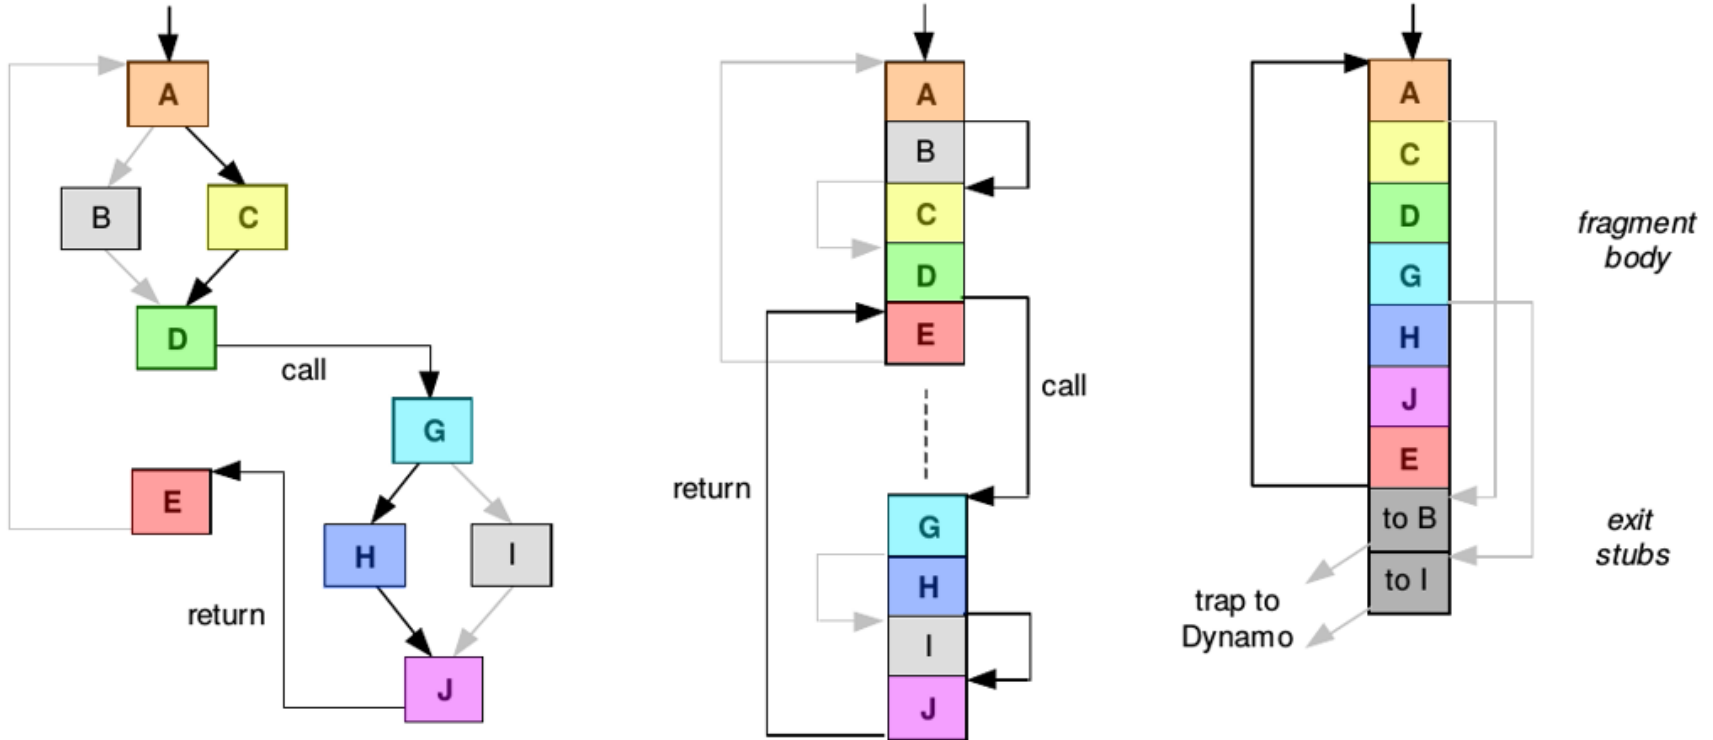 A
B
C
D
call
G
E
H
I
return
J
A
B
C
D
E
call
return
G
H
I
J
A
C
D
G
H
J
E
to B
to I
fragment
body
exit
stubs
trap to
Dynamo